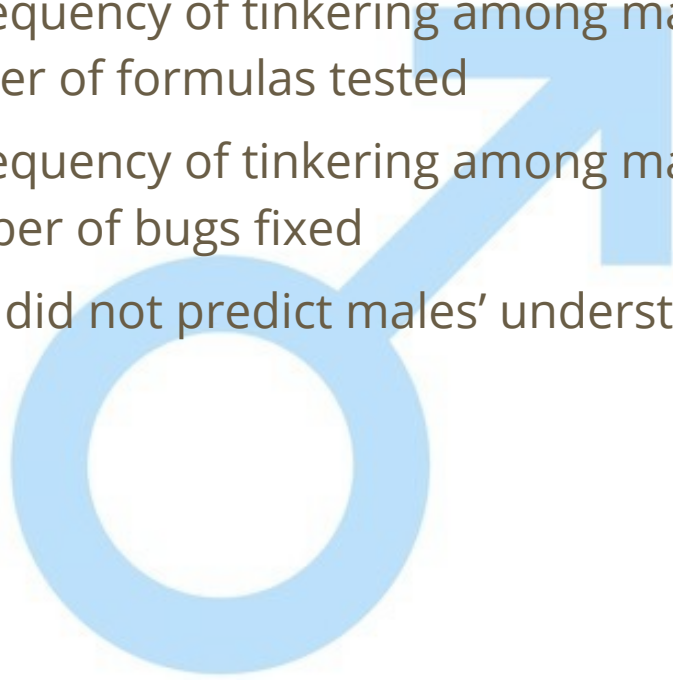 equency of tinkering among ma
er of formulas tested
equency of tinkering among ma
ber of bugs fixed
did not predict males’ underst